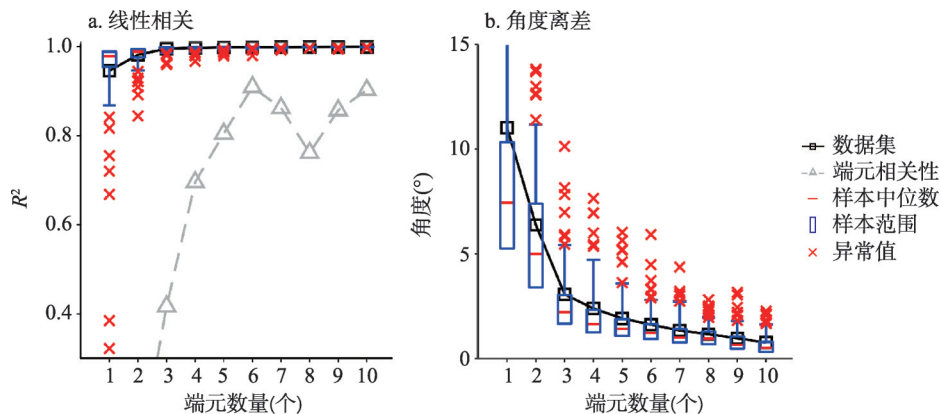 a. 线性相关
1.0
0.8
0.6
0.4
R²
1 2 3 4 5 6 7 8 9 10
端元数量(个)
b. 角度离差
15
10
5
0
角度(°)
1 2 3 4 5 6 7 8 9 10
端元数量(个)
数据集
端元相关性
样本中位数
样本范围
异常值